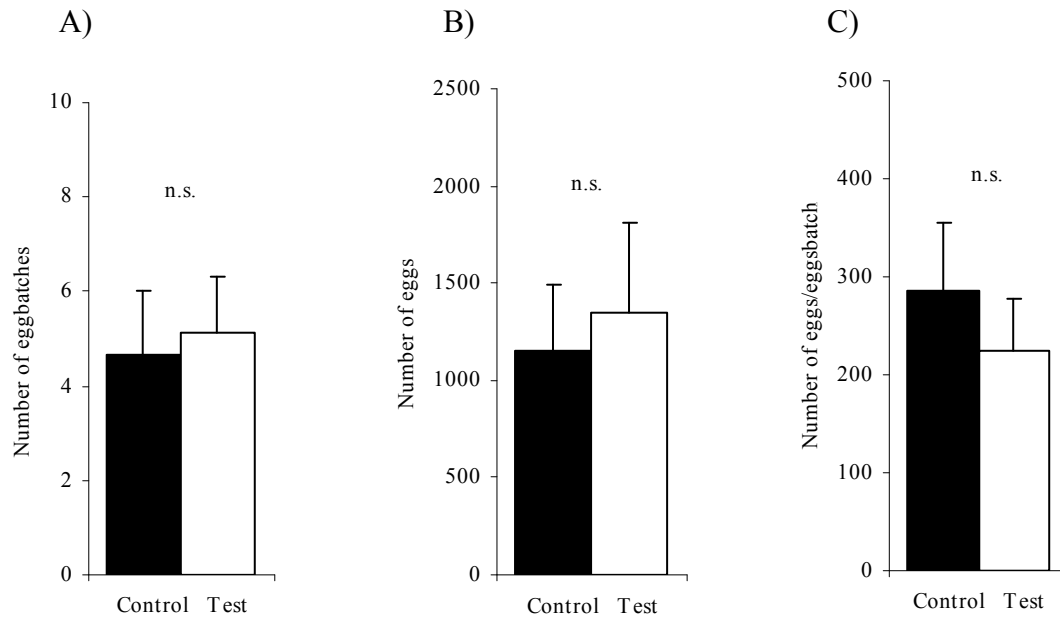 A)
Number of eggbatches
10
8
6
4
2
0
n.s.
Control Test
B)
Number of eggs
2500
2000
1500
1000
500
0
n.s.
Control Test
C)
Number of eggs/eggsbatch
500
400
300
200
100
0
n.s.
Control Test